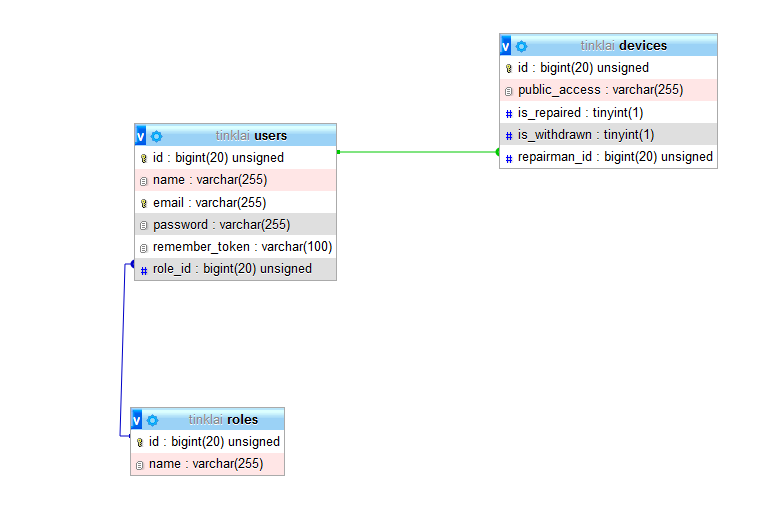 v tinklai devices
id : bigint(20) unsigned
public_access : varchar(255)
# is_repaired : tinyint(1)
# is_withdrawn : tinyint(1)
# repairman_id : bigint(20) unsigned
v tinklai users
id : bigint(20) unsigned
name : varchar(255)
email : varchar(255)
password : varchar(255)
remember_token : varchar(100)
# role_id : bigint(20) unsigned
v tinklai roles
id : bigint(20) unsigned
name : varchar(255)